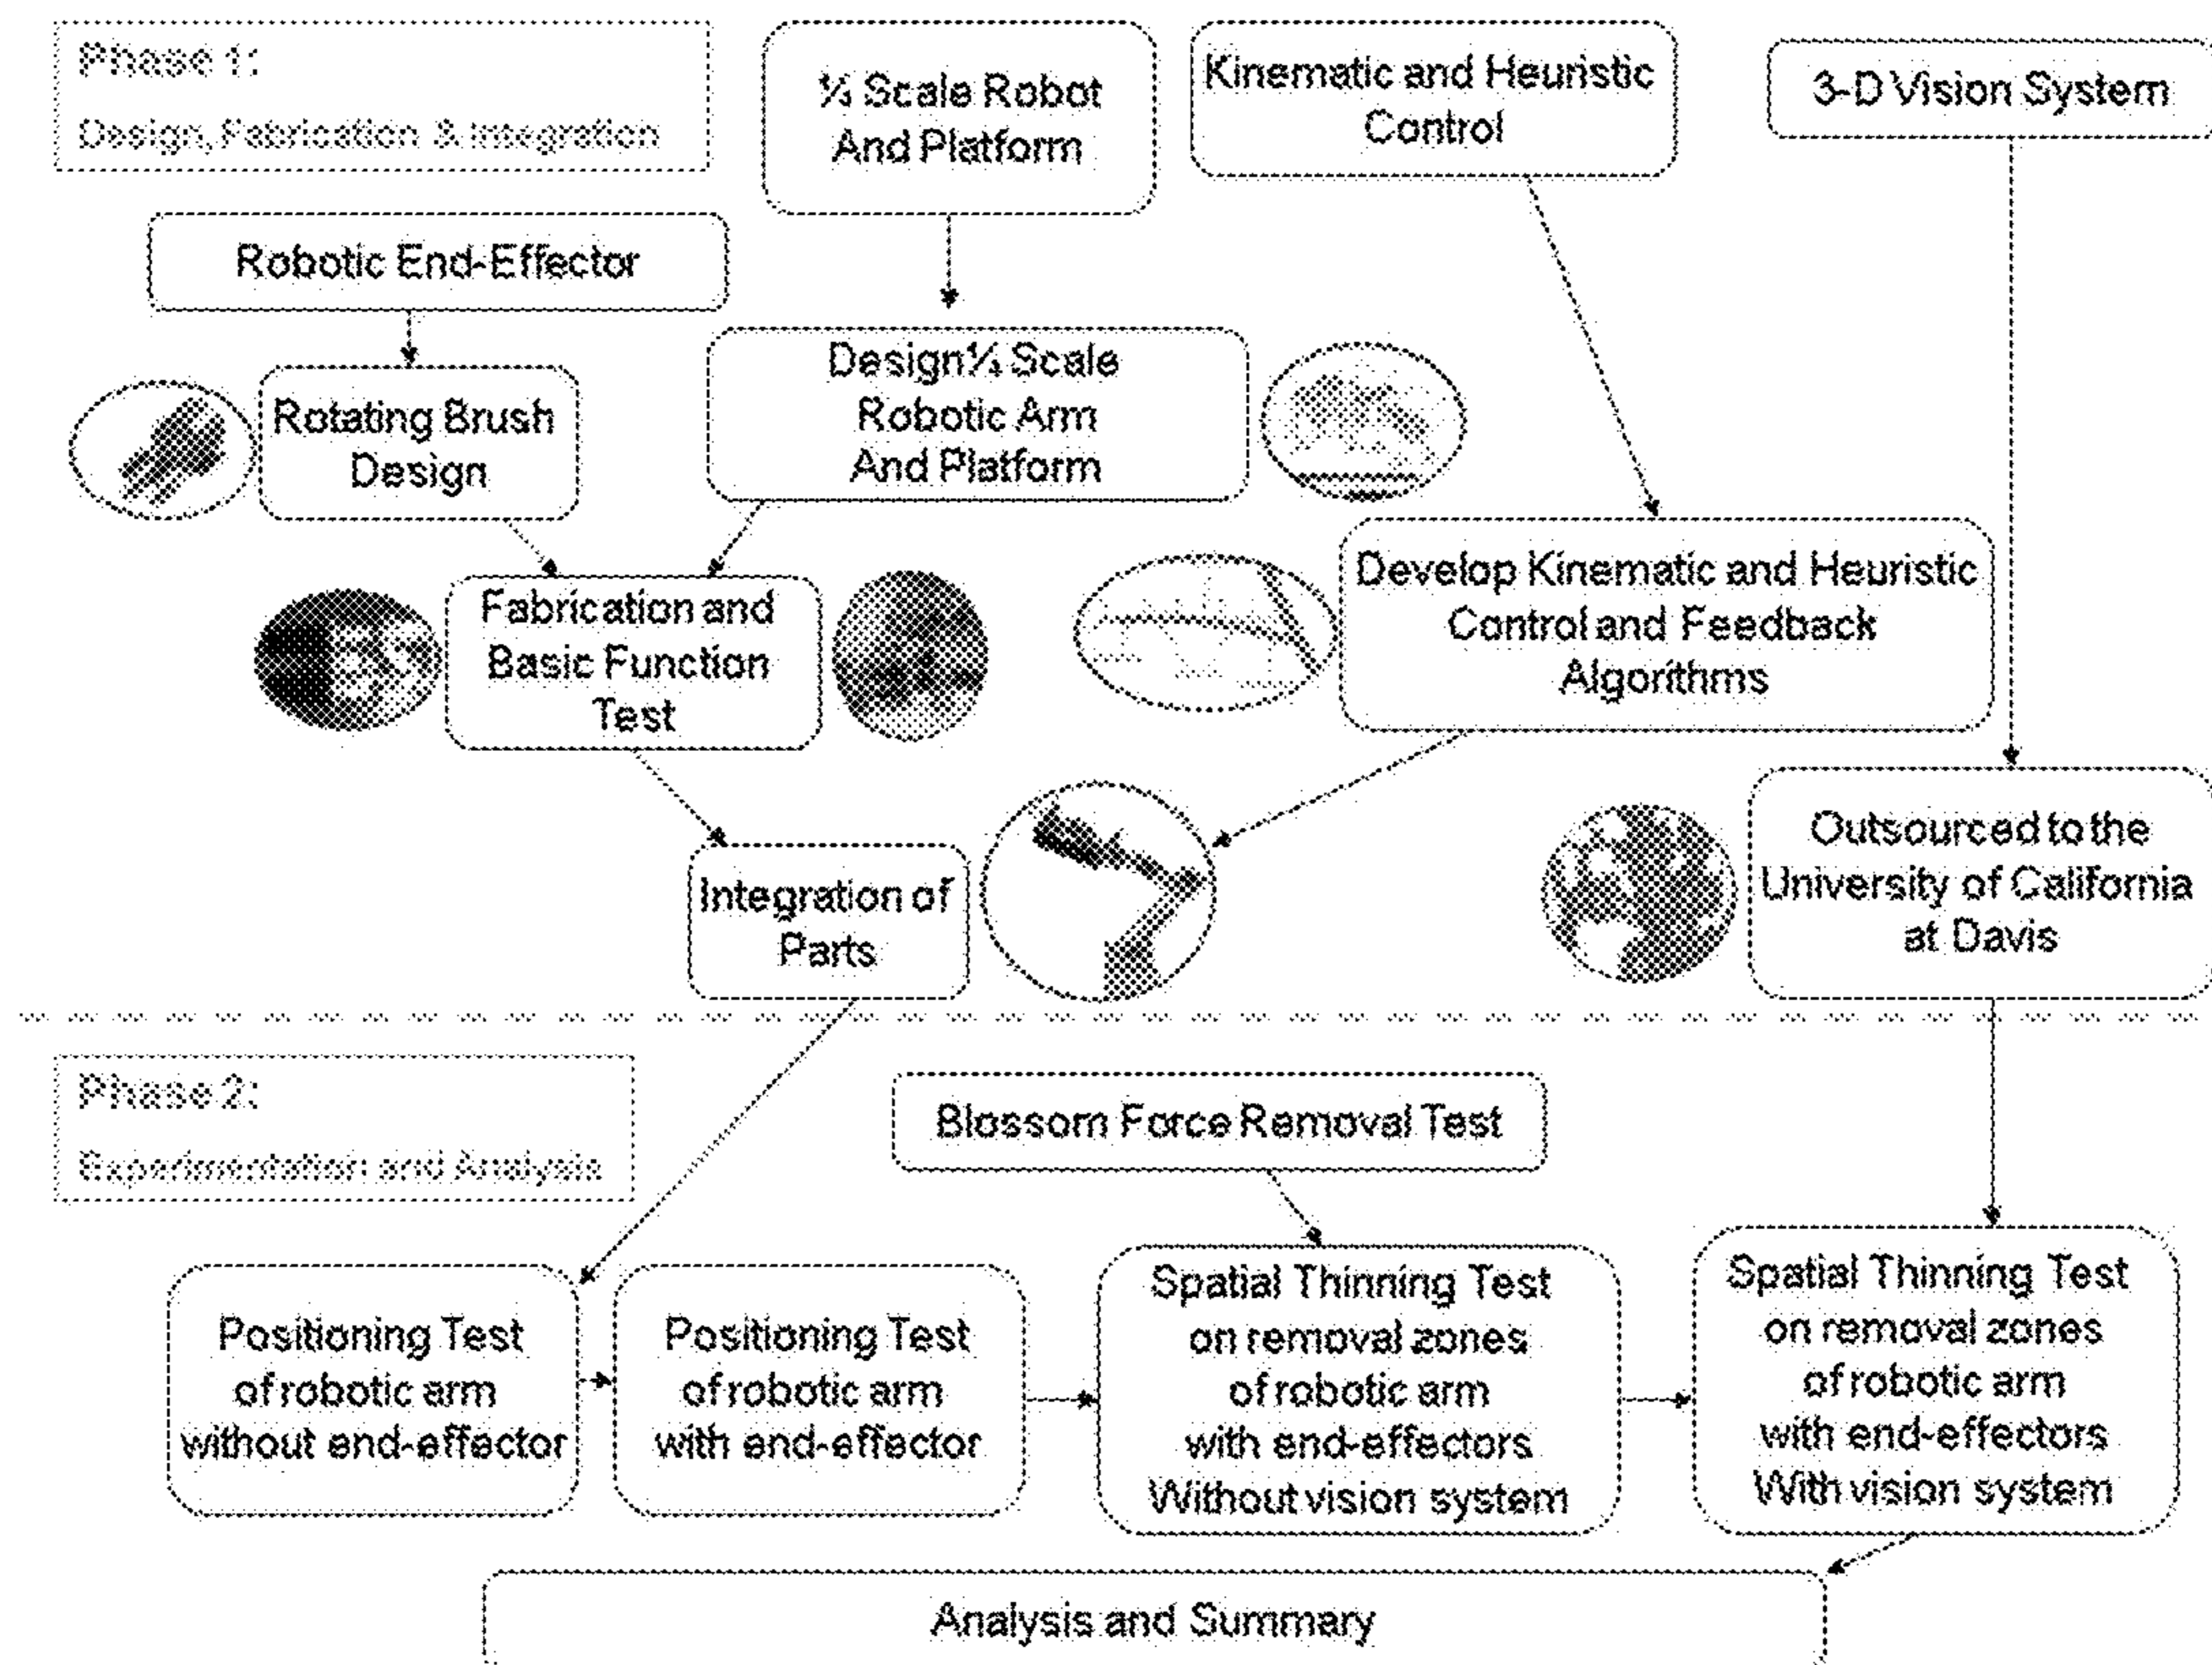 Phase 1:
Design, Fabrication & Integration
¼ Scale Robot
And Platform
Kinematic and Heuristic
Control
3-D Vision System
Robotic End-Effector
Rotating Brush
Design
Design ¼ Scale
Robotic Arm
And Platform
Fabrication and
Basic Function
Test
Develop Kinematic and Heuristic
Control and Feedback
Algorithms
Integration of
Parts
Outsourced to the
University of California
at Davis
Phase 2:
Experimentation and Analysis
Blossom Force Removal Test
Positioning Test
of robotic arm
without end-effector
Positioning Test
of robotic arm
with end-effector
Spatial Thinning Test
on removal zones
of robotic arm
with end-effectors
Without vision system
Spatial Thinning Test
on removal zones
of robotic arm
with end-effectors
With vision system
Analysis and Summary